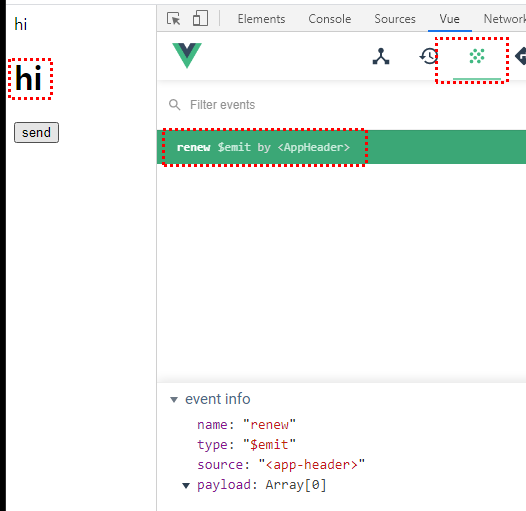 hi
hi
send
Elements Console Sources Vue Network
Filter events
renew $emit by <AppHeader>
event info
name: "renew"
type: "$emit"
source: "<app-header>"
payload: Array[0]